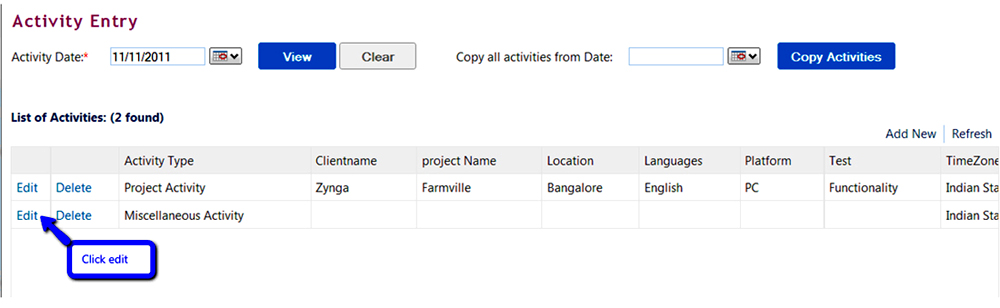 Activity Entry
Activity Date:* 11/11/2011 View Clear Copy all activities from Date: Copy Activities
List of Activities: (2 found)
Add New Refresh
Activity Type Clientname project Name Location Languages Platform Test TimeZone
Edit Delete Project Activity Zynga Farmville Bangalore English PC Functionality Indian Sta
Edit Delete Miscellaneous Activity Indian Sta
Click edit